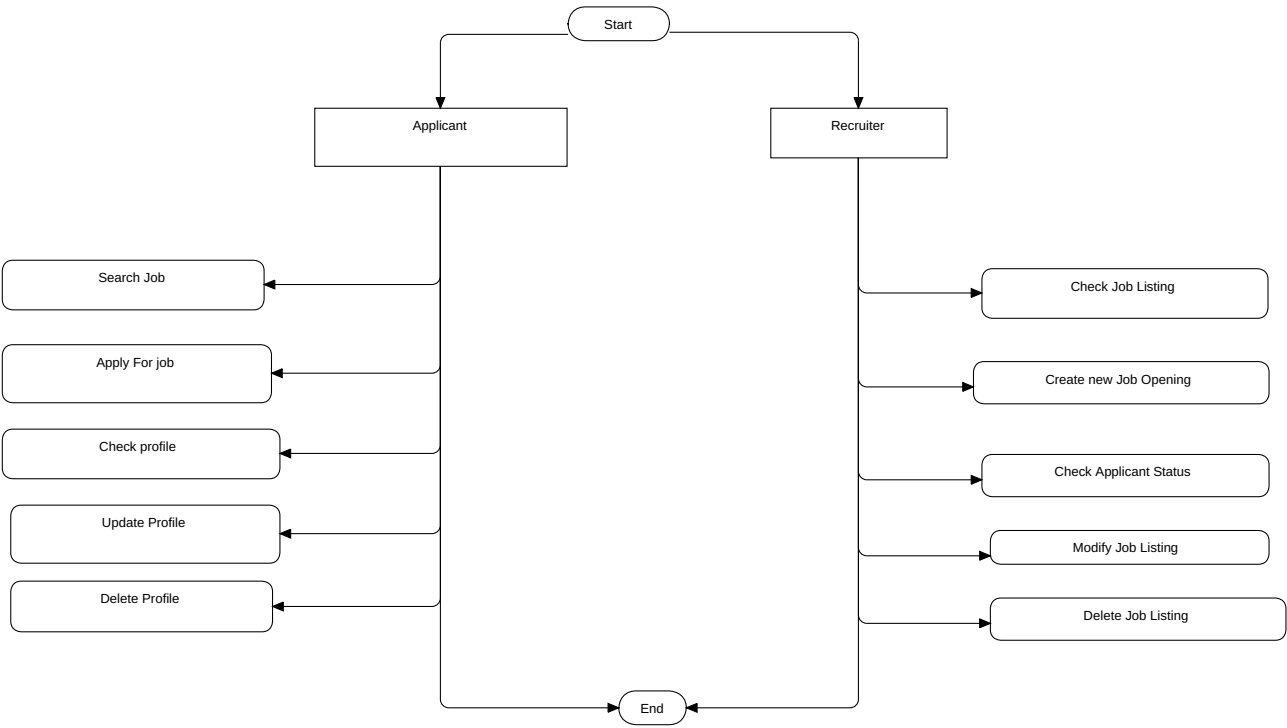 Start
Applicant
Recruiter
Search Job
Check Job Listing
Apply For job
Create new Job Opening
Check profile
Check Applicant Status
Update Profile
Modify Job Listing
Delete Profile
Delete Job Listing
End